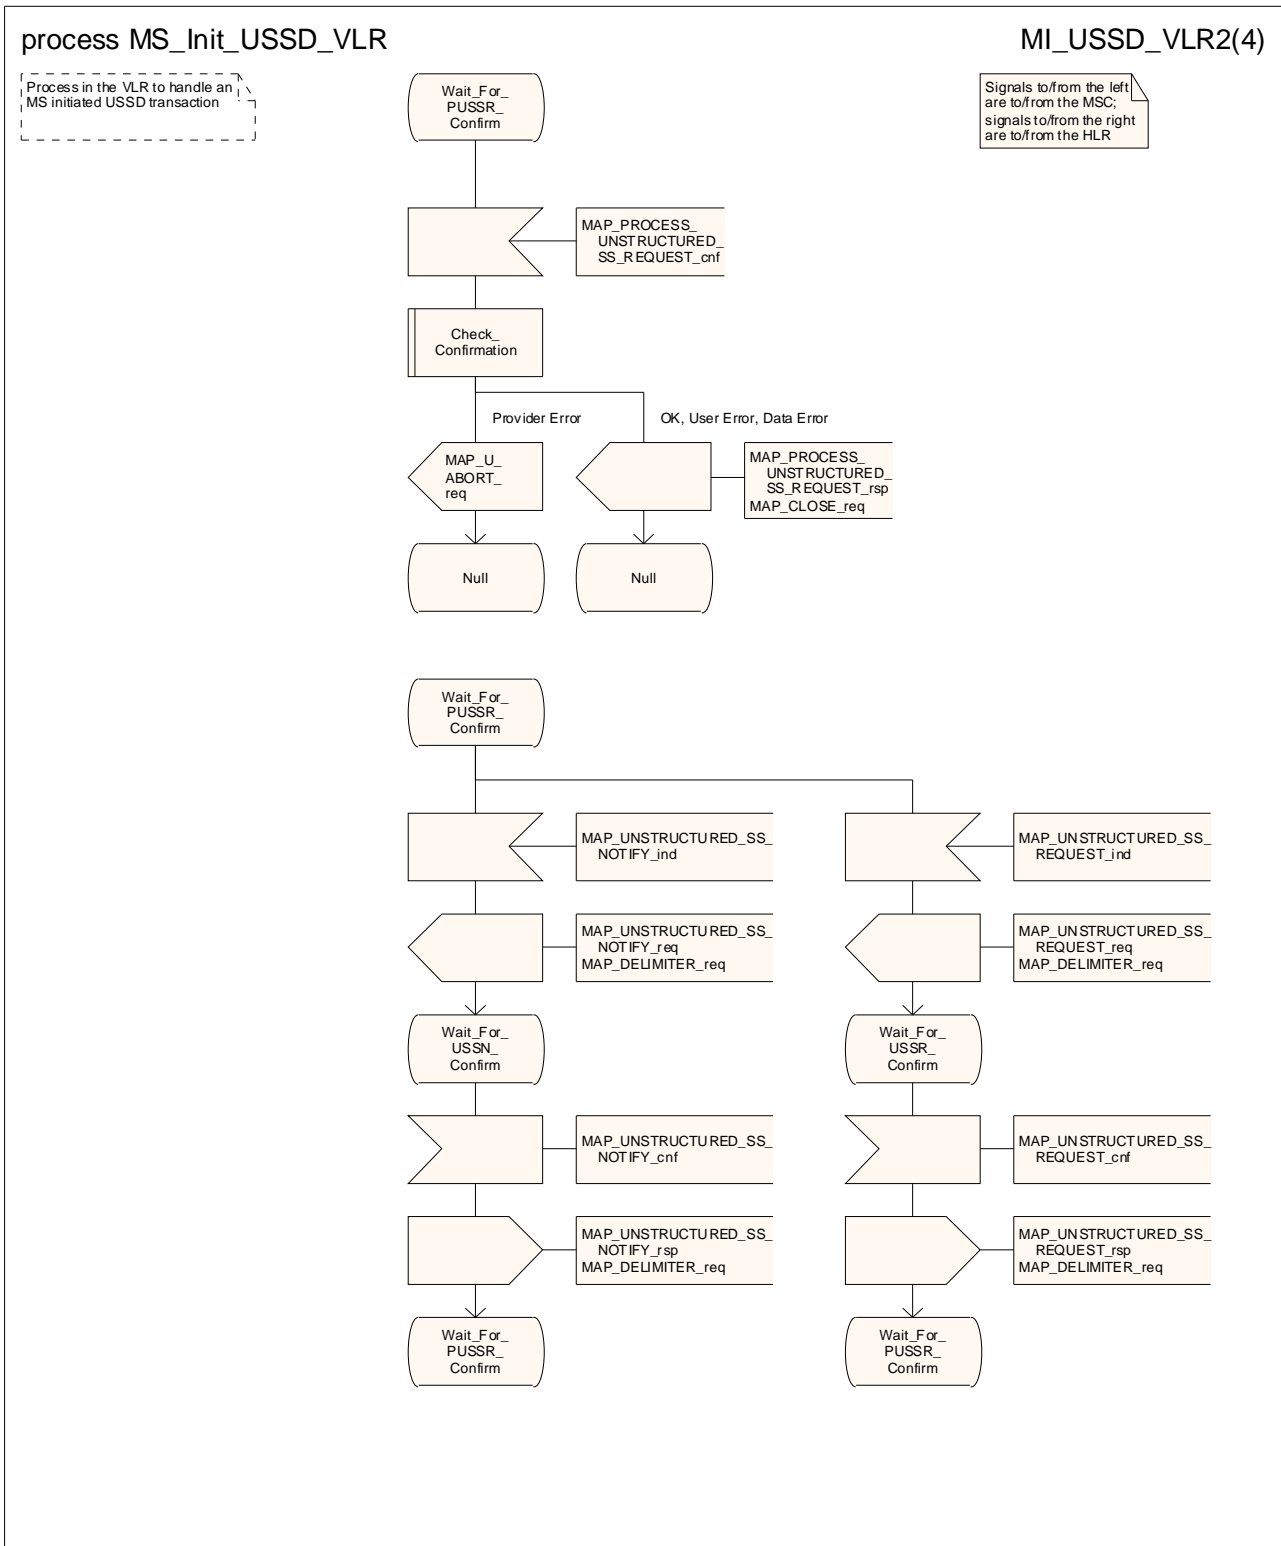 process MS_Init_USSD_VLR
MI_USSD_VLR2(4)
Process in the VLR to handle an
MS initiated USSD transaction
Wait_For_
PUSSR_
Confirm
Signals to/from the left
are to/from the MSC;
signals to/from the right
are to/from the HLR
MAP_PROCESS_
UNSTRUCTURED_
SS_REQUEST_cnf
Check_
Confirmation
Provider Error
OK, User Error, Data Error
MAP_U_
ABORT_
req
MAP_PROCESS_
UNSTRUCTURED_
SS_REQUEST_rsp
MAP_CLOSE_req
Null
Null
Wait_For_
PUSSR_
Confirm
MAP_UNSTRUCTURED_SS_
NOTIFY_ind
MAP_UNSTRUCTURED_SS_
REQUEST_ind
MAP_UNSTRUCTURED_SS_
NOTIFY_req
MAP_DELIMITER_req
MAP_UNSTRUCTURED_SS_
REQUEST_req
MAP_DELIMITER_req
Wait_For_
USSN_
Confirm
Wait_For_
USSR_
Confirm
MAP_UNSTRUCTURED_SS_
NOTIFY_cnf
MAP_UNSTRUCTURED_SS_
REQUEST_cnf
MAP_UNSTRUCTURED_SS_
NOTIFY_rsp
MAP_DELIMITER_req
MAP_UNSTRUCTURED_SS_
REQUEST_rsp
MAP_DELIMITER_req
Wait_For_
PUSSR_
Confirm
Wait_For_
PUSSR_
Confirm